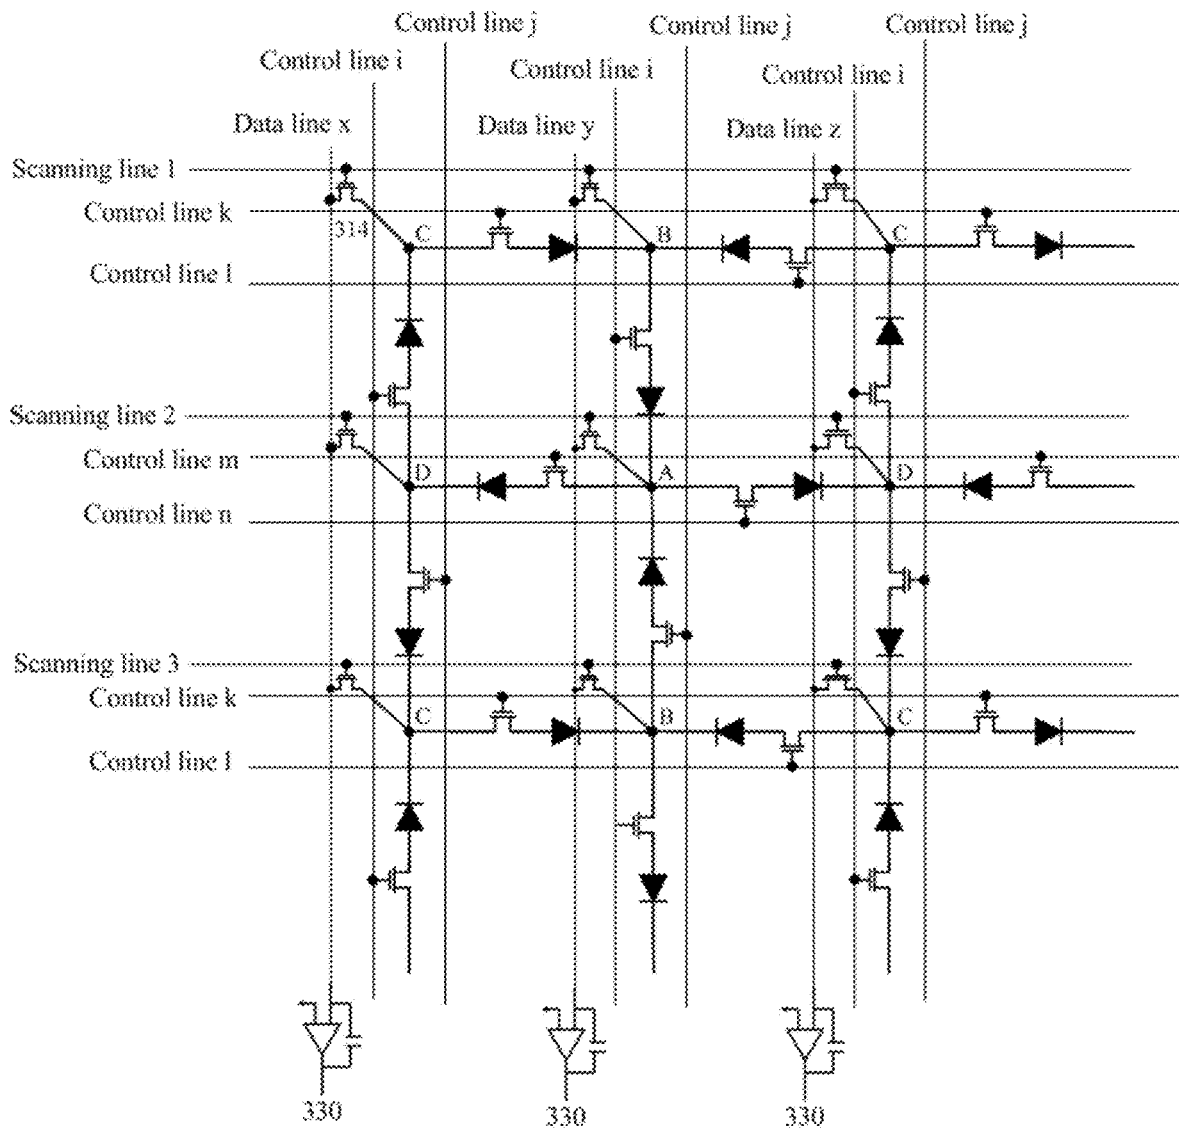 Control line j Control line j Control line j
Control line i Control line i Control line i
Data line x Data line y Data line z
Scanning line 1
Control line k
314
C B C
Control line l
Scanning line 2
Control line m
D A D
Control line n
Scanning line 3
Control line k
C B C
Control line l
330 330 330